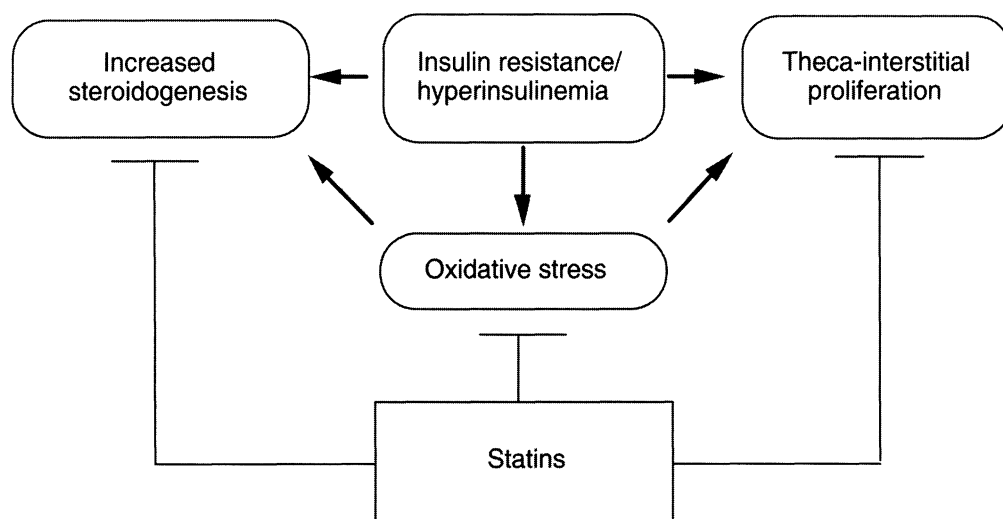 Increased
steroidogenesis
Insulin resistance/
hyperinsulinemia
Theca-interstitial
proliferation
Oxidative stress
Statins